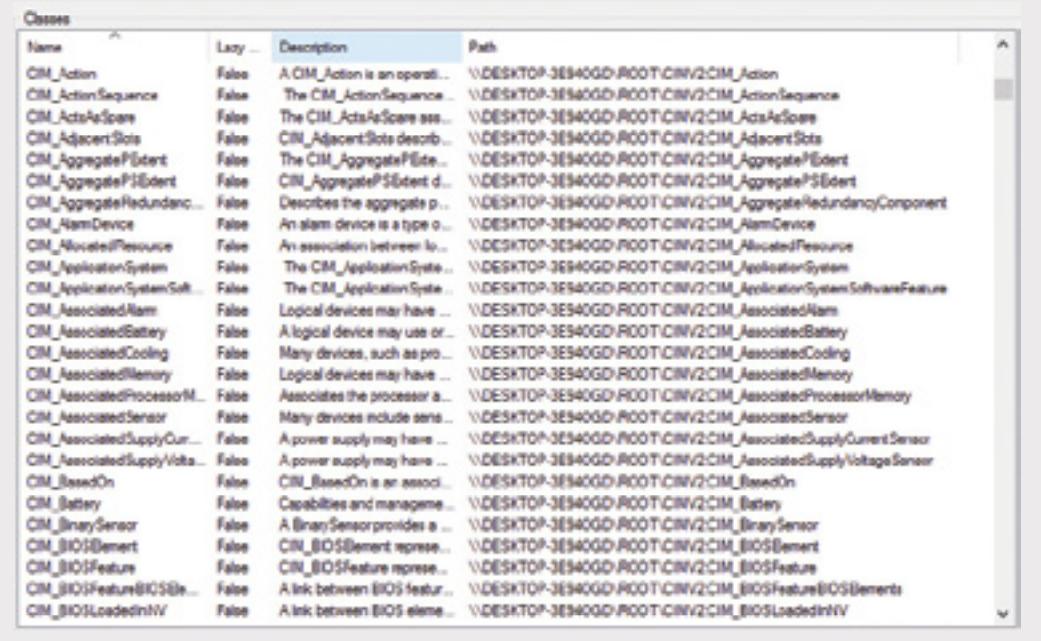 Classes
Name Lazy ... Description Path
CIM_Action False A CIM_Action is an operati... \\DESKTOP-3E940GD\ROOT\CIMV2:CIM_Action
CIM_ActionSequence False The CIM_ActionSequence... \\DESKTOP-3E940GD\ROOT\CIMV2:CIM_ActionSequence
CIM_ActsAsSpare False The CIM_ActsAsSpare ass... \\DESKTOP-3E940GD\ROOT\CIMV2:CIM_ActsAsSpare
CIM_AdjacentSlots False CIM_AdjacentSlots describ... \\DESKTOP-3E940GD\ROOT\CIMV2:CIM_AdjacentSlots
CIM_AggregatePExtent False The CIM_AggregatePExte... \\DESKTOP-3E940GD\ROOT\CIMV2:CIM_AggregatePExtent
CIM_AggregatePSExtent False CIM_AggregatePSExtent d... \\DESKTOP-3E940GD\ROOT\CIMV2:CIM_AggregatePSExtent
CIM_AggregateRedundanc... False Describes the aggregate p... \\DESKTOP-3E940GD\ROOT\CIMV2:CIM_AggregateRedundancyComponent
CIM_AlarmDevice False An alarm device is a type o... \\DESKTOP-3E940GD\ROOT\CIMV2:CIM_AlarmDevice
CIM_AllocatedResource False An association between lo... \\DESKTOP-3E940GD\ROOT\CIMV2:CIM_AllocatedResource
CIM_ApplicationSystem False The CIM_ApplicationSyste... \\DESKTOP-3E940GD\ROOT\CIMV2:CIM_ApplicationSystem
CIM_ApplicationSystemSoft... False The CIM_ApplicationSyste... \\DESKTOP-3E940GD\ROOT\CIMV2:CIM_ApplicationSystemSoftwareFeature
CIM_AssociatedAlarm False Logical devices may have ... \\DESKTOP-3E940GD\ROOT\CIMV2:CIM_AssociatedAlarm
CIM_AssociatedBattery False A logical device may use or... \\DESKTOP-3E940GD\ROOT\CIMV2:CIM_AssociatedBattery
CIM_AssociatedCooling False Many devices, such as pro... \\DESKTOP-3E940GD\ROOT\CIMV2:CIM_AssociatedCooling
CIM_AssociatedMemory False Logical devices may have ... \\DESKTOP-3E940GD\ROOT\CIMV2:CIM_AssociatedMemory
CIM_AssociatedProcessorM... False Associates the processor a... \\DESKTOP-3E940GD\ROOT\CIMV2:CIM_AssociatedProcessorMemory
CIM_AssociatedSensor False Many devices include sens... \\DESKTOP-3E940GD\ROOT\CIMV2:CIM_AssociatedSensor
CIM_AssociatedSupplyCurr... False A power supply may have ... \\DESKTOP-3E940GD\ROOT\CIMV2:CIM_AssociatedSupplyCurrentSensor
CIM_AssociatedSupplyVolta... False A power supply may have ... \\DESKTOP-3E940GD\ROOT\CIMV2:CIM_AssociatedSupplyVoltageSensor
CIM_BasedOn False CIM_BasedOn is an associ... \\DESKTOP-3E940GD\ROOT\CIMV2:CIM_BasedOn
CIM_Battery False Capabilities and manageme... \\DESKTOP-3E940GD\ROOT\CIMV2:CIM_Battery
CIM_BinarySensor False A BinarySensor provides a ... \\DESKTOP-3E940GD\ROOT\CIMV2:CIM_BinarySensor
CIM_BIOSElement False CIM_BIOSElement represe... \\DESKTOP-3E940GD\ROOT\CIMV2:CIM_BIOSElement
CIM_BIOSFeature False CIM_BIOSFeature represe... \\DESKTOP-3E940GD\ROOT\CIMV2:CIM_BIOSFeature
CIM_BIOSFeatureBIOSEle... False A link between BIOS featur... \\DESKTOP-3E940GD\ROOT\CIMV2:CIM_BIOSFeatureBIOSElements
CIM_BIOSLoadedInNV False A link between BIOS eleme... \\DESKTOP-3E940GD\ROOT\CIMV2:CIM_BIOSLoadedInNV